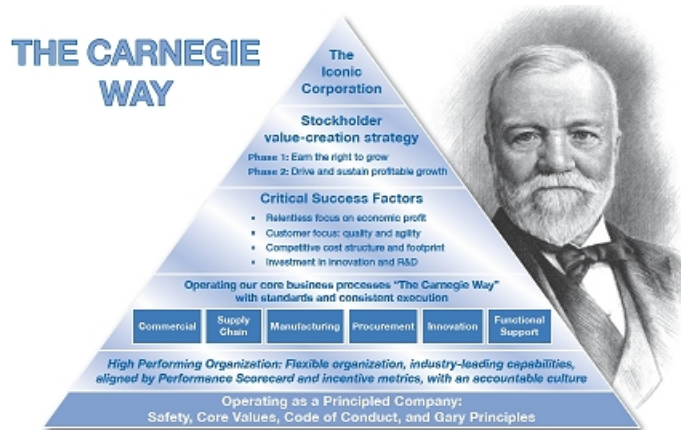 THE CARNEGIE
WAY
The
Iconic
Corporation
Stockholder
value-creation strategy
Phase 1: Earn the right to grow
Phase 2: Drive and sustain profitable growth
Critical Success Factors
• Relentless focus on economic profit
• Customer focus: quality and agility
• Competitive cost structure and footprint
• Investment in innovation and R&D
Operating our core business processes "The Carnegie Way"
with standards and consistent execution
Commercial
Supply
Chain
Manufacturing
Procurement
Innovation
Functional
Support
High Performing Organization: Flexible organization, industry-leading capabilities,
aligned by Performance Scorecard and incentive metrics, with an accountable culture
Operating as a Principled Company:
Safety, Core Values, Code of Conduct, and Gary Principles